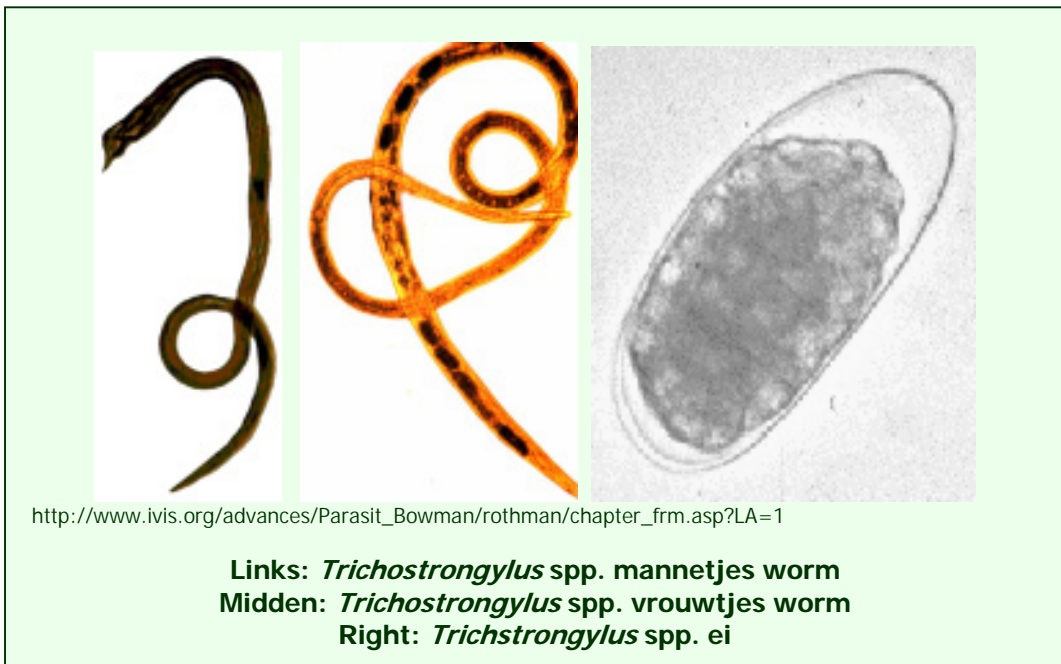 http://www.ivis.org/advances/Parasit_Bowman/rothman/chapter_frm.asp?LA=1
Links: Trichostrongylus spp. mannetjes worm
Midden: Trichostrongylus spp. vrouwtjes worm
Right: Trichstrongylus spp. ei